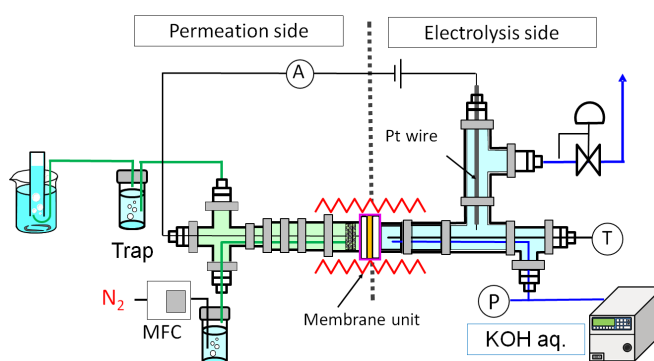 Permeation side
Electrolysis side
A
Pt wire
Trap
T
N₂
MFC
Membrane unit
P
KOH aq.